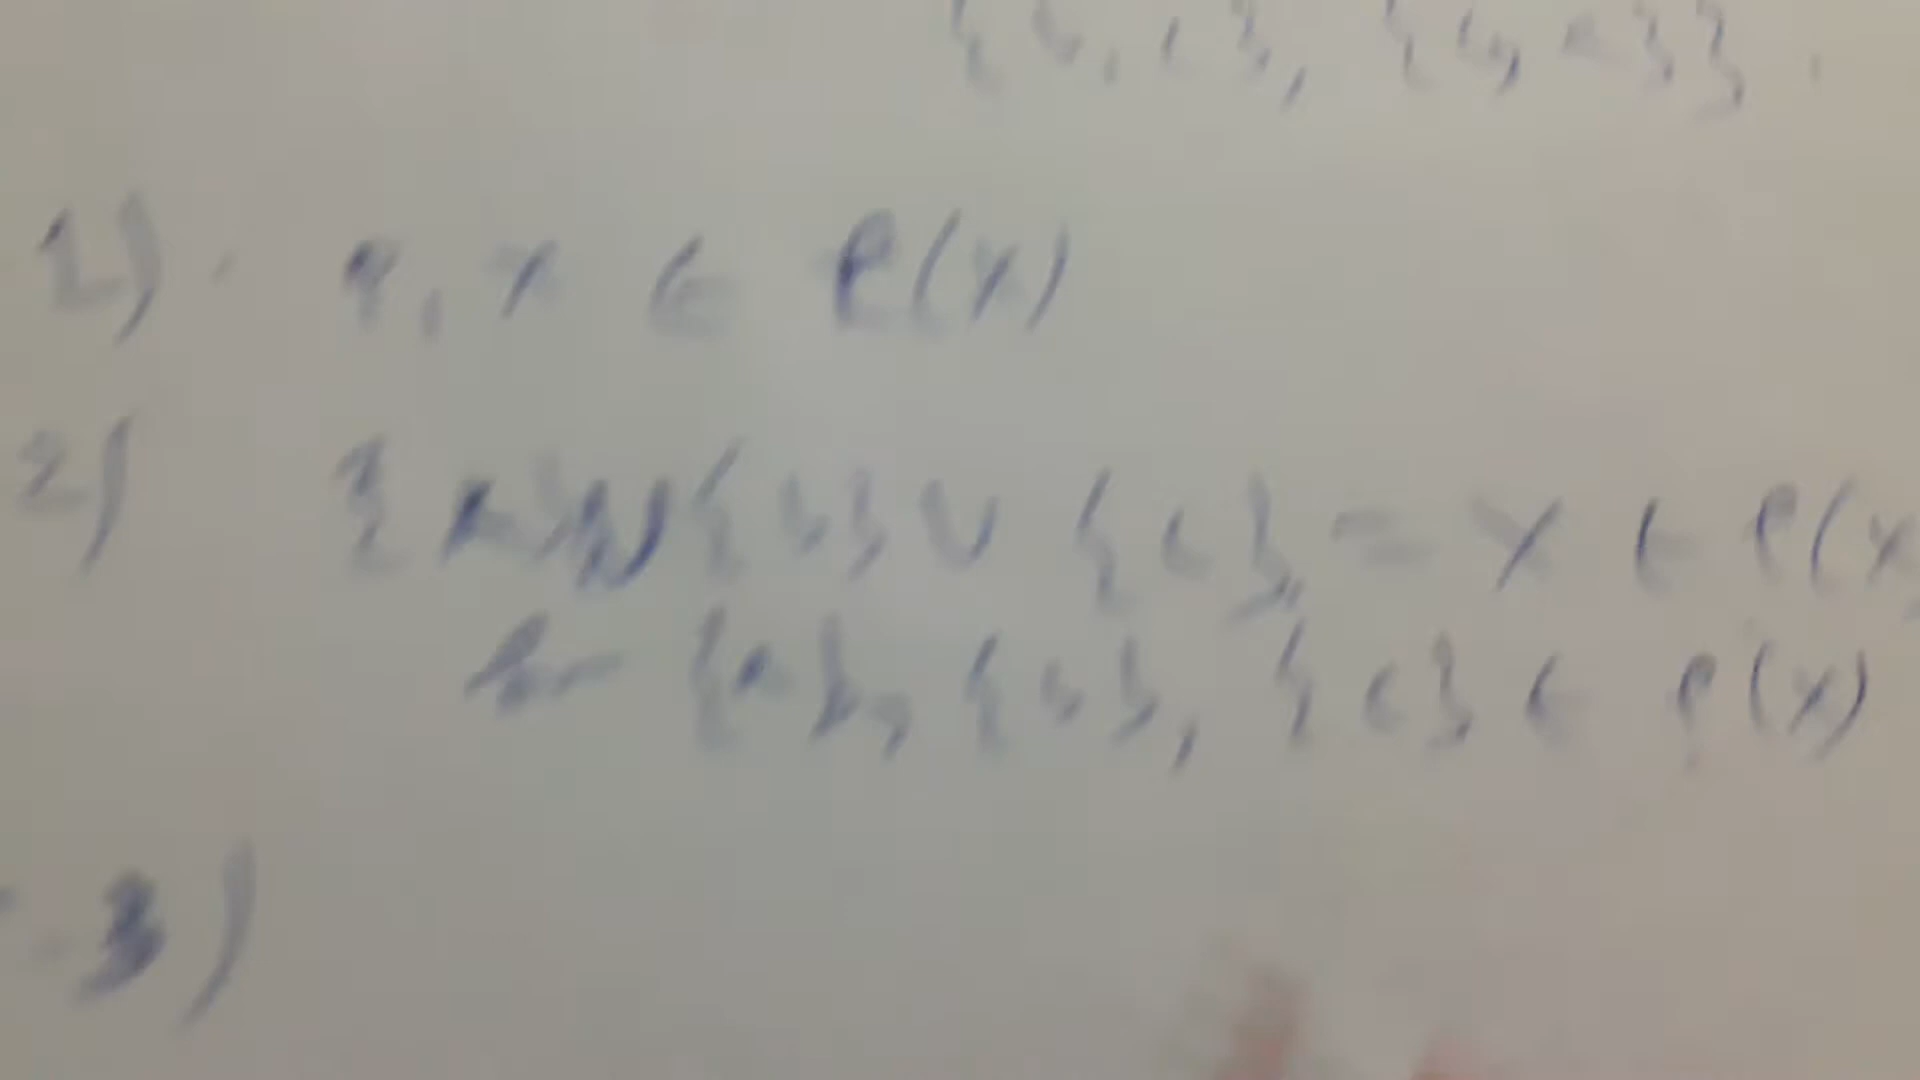 {b, c}, {c, a}}.
1) φ, X ∈ P(X)
2) {a} ∪ {b} ∪ {c} = X ∈ P(X)
for {a}, {b}, {c} ∈ P(X)
3)